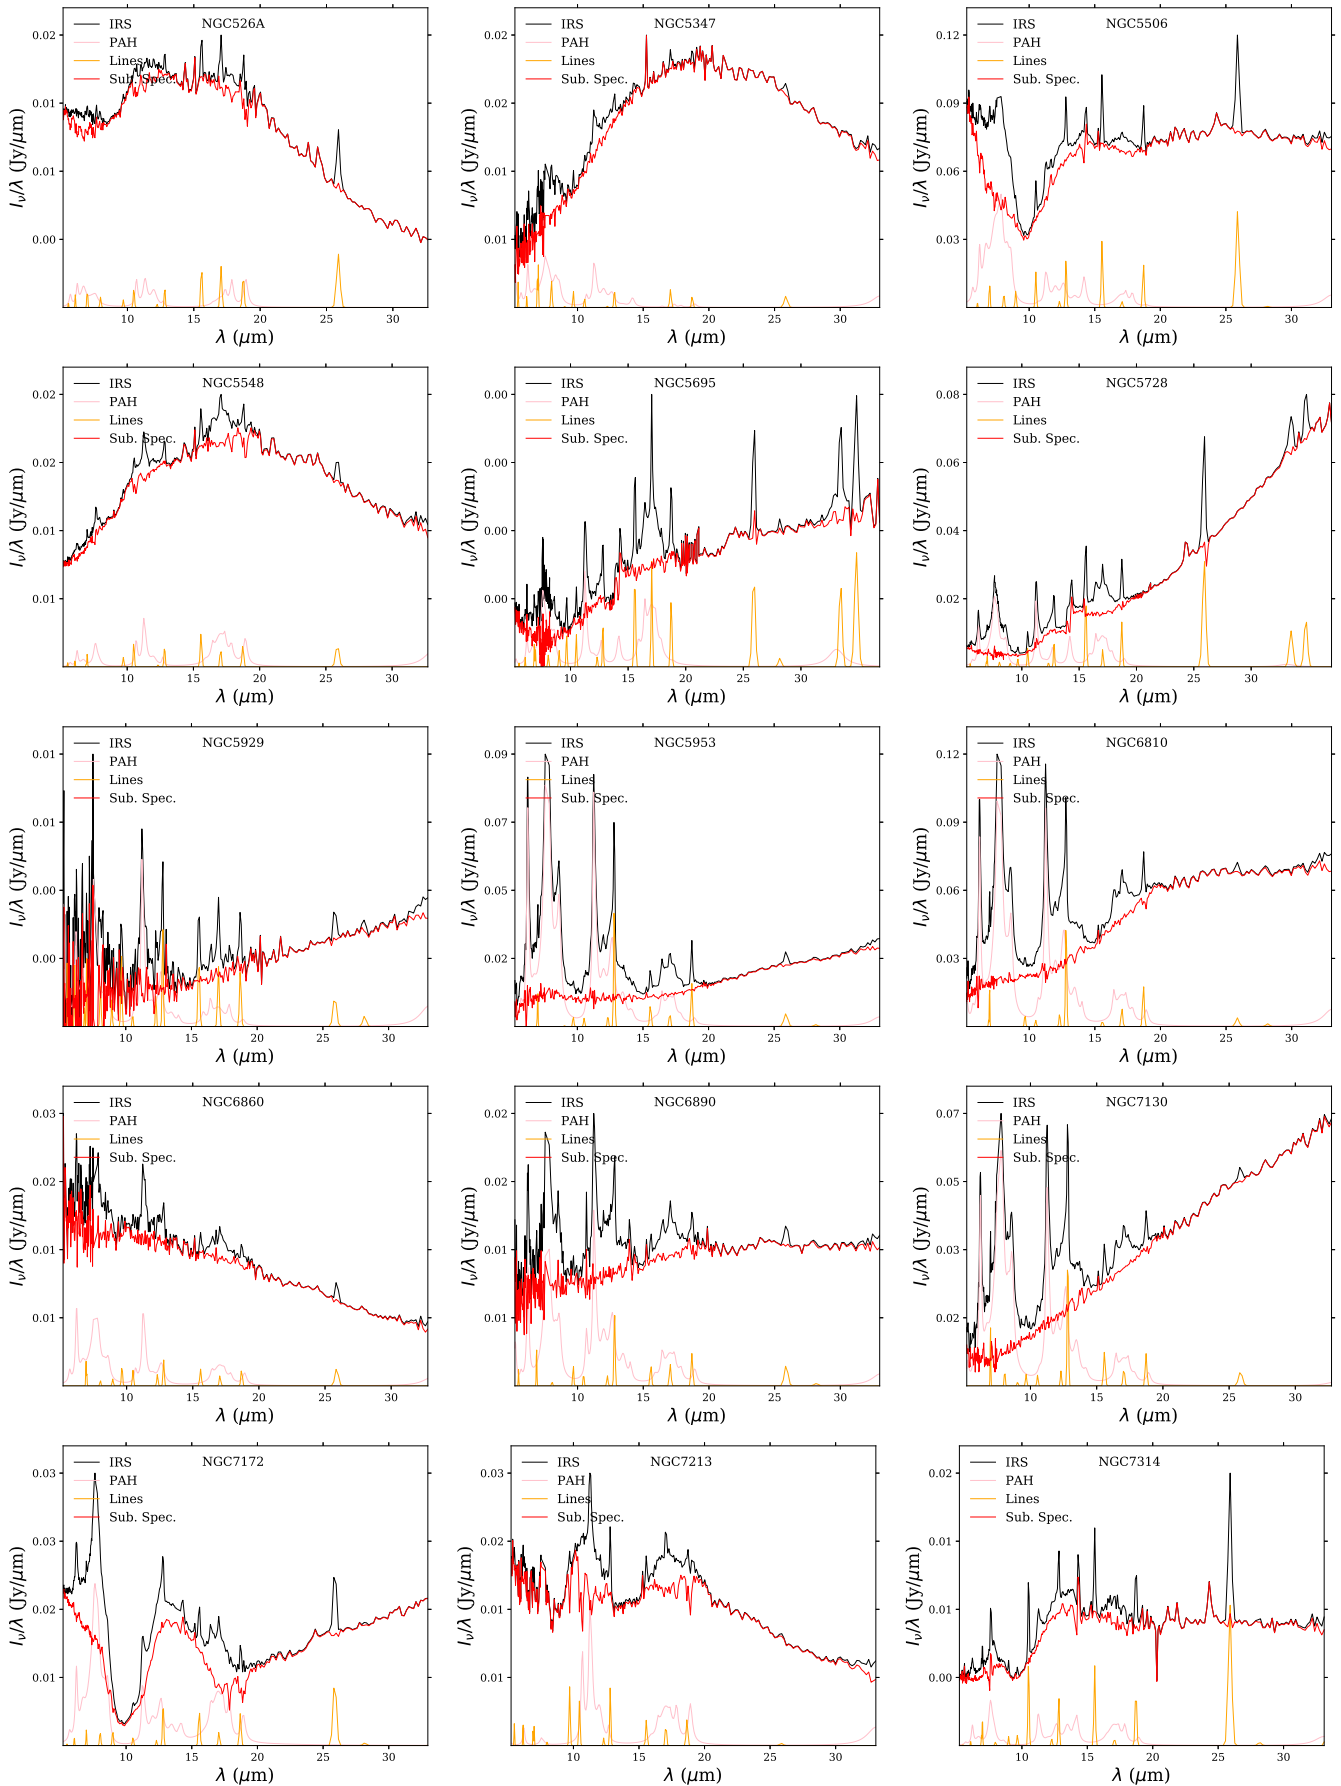 NGC526A
IRS
PAH
Lines
Sub. Spec.
0.02
0.01
0.01
0.00
10 15 20 25 30
λ (μm)
I_ν/λ (Jy/μm)
NGC5347
IRS
PAH
Lines
Sub. Spec.
0.02
0.02
0.01
0.01
10 15 20 25 30
λ (μm)
I_ν/λ (Jy/μm)
NGC5506
IRS
PAH
Lines
Sub. Spec.
0.12
0.09
0.06
0.03
10 15 20 25 30
λ (μm)
I_ν/λ (Jy/μm)
NGC5548
IRS
PAH
Lines
Sub. Spec.
0.02
0.02
0.01
0.01
10 15 20 25 30
λ (μm)
I_ν/λ (Jy/μm)
NGC5695
IRS
PAH
Lines
Sub. Spec.
0.00
0.00
0.00
0.00
10 15 20 25 30 35
λ (μm)
I_ν/λ (Jy/μm)
NGC5728
IRS
PAH
Lines
Sub. Spec.
0.08
0.06
0.04
0.02
10 15 20 25 30 35
λ (μm)
I_ν/λ (Jy/μm)
NGC5929
IRS
PAH
Lines
Sub. Spec.
0.01
0.01
0.00
0.00
10 15 20 25 30
λ (μm)
I_ν/λ (Jy/μm)
NGC5953
IRS
PAH
Lines
Sub. Spec.
0.09
0.07
0.05
0.02
10 15 20 25 30
λ (μm)
I_ν/λ (Jy/μm)
NGC6810
IRS
PAH
Lines
Sub. Spec.
0.12
0.09
0.06
0.03
10 15 20 25 30
λ (μm)
I_ν/λ (Jy/μm)
NGC6860
IRS
PAH
Lines
Sub. Spec.
0.03
0.02
0.01
0.01
10 15 20 25 30
λ (μm)
I_ν/λ (Jy/μm)
NGC6890
IRS
PAH
Lines
Sub. Spec.
0.02
0.02
0.01
0.01
10 15 20 25 30
λ (μm)
I_ν/λ (Jy/μm)
NGC7130
IRS
PAH
Lines
Sub. Spec.
0.07
0.05
0.03
0.02
10 15 20 25 30
λ (μm)
I_ν/λ (Jy/μm)
NGC7172
IRS
PAH
Lines
Sub. Spec.
0.03
0.03
0.02
0.01
10 15 20 25 30
λ (μm)
I_ν/λ (Jy/μm)
NGC7213
IRS
PAH
Lines
Sub. Spec.
0.03
0.02
0.01
0.01
10 15 20 25 30
λ (μm)
I_ν/λ (Jy/μm)
NGC7314
IRS
PAH
Lines
Sub. Spec.
0.02
0.01
0.01
0.00
10 15 20 25 30
λ (μm)
I_ν/λ (Jy/μm)